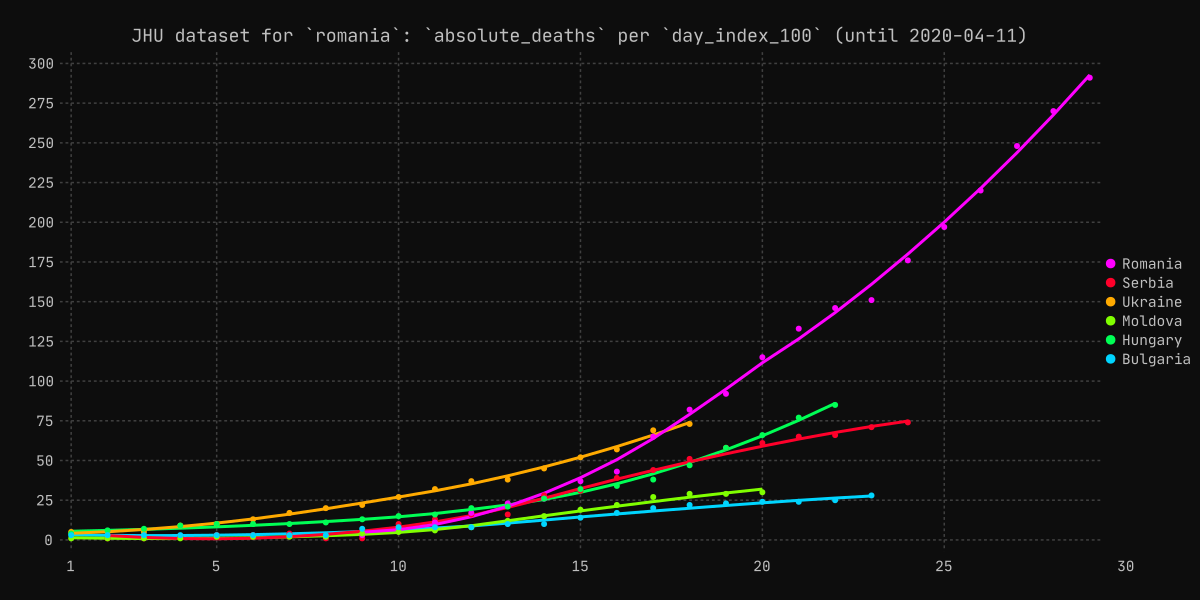 JHU dataset for `romania`: `absolute_deaths` per `day_index_100` (until 2020-04-11)
300
275
250
225
200
175
150
125
100
75
50
25
0
1 5 10 15 20 25 30
Romania
Serbia
Ukraine
Moldova
Hungary
Bulgaria